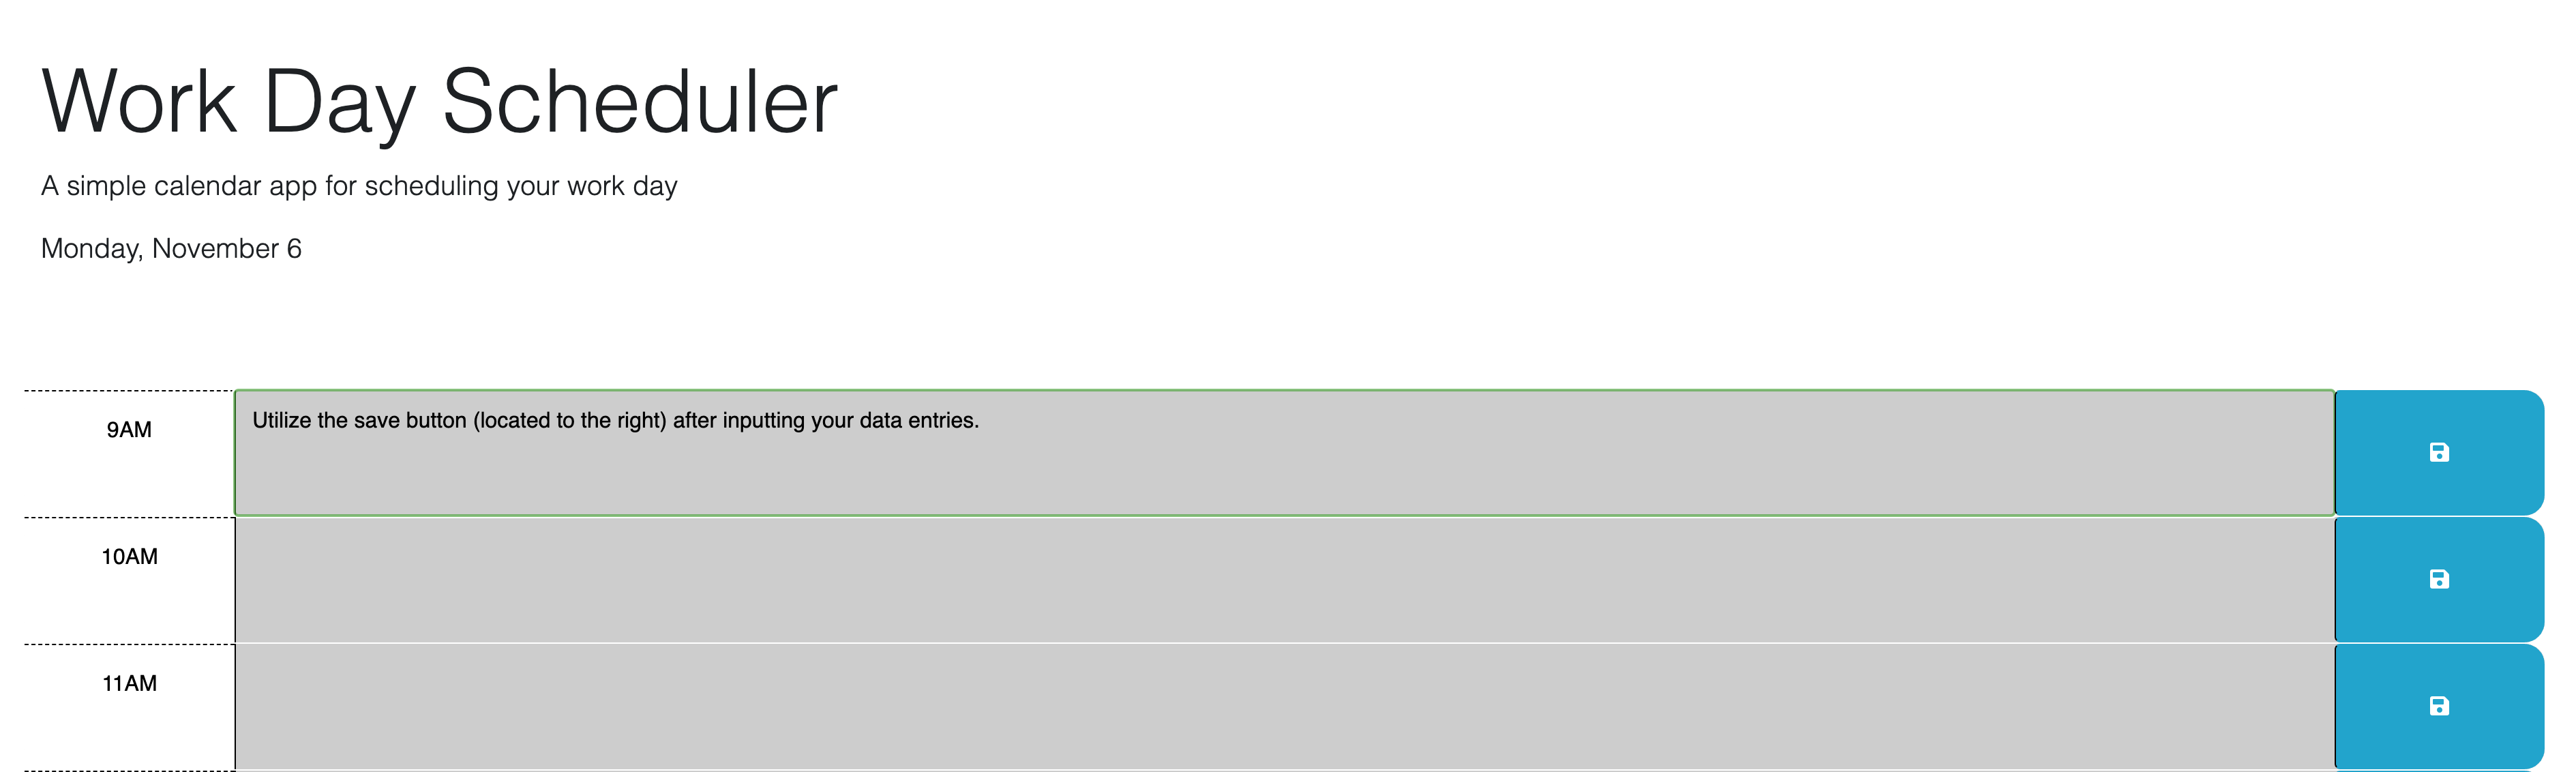 Work Day Scheduler
A simple calendar app for scheduling your work day
Monday, November 6
9AM
Utilize the save button (located to the right) after inputting your data entries.
10AM
11AM